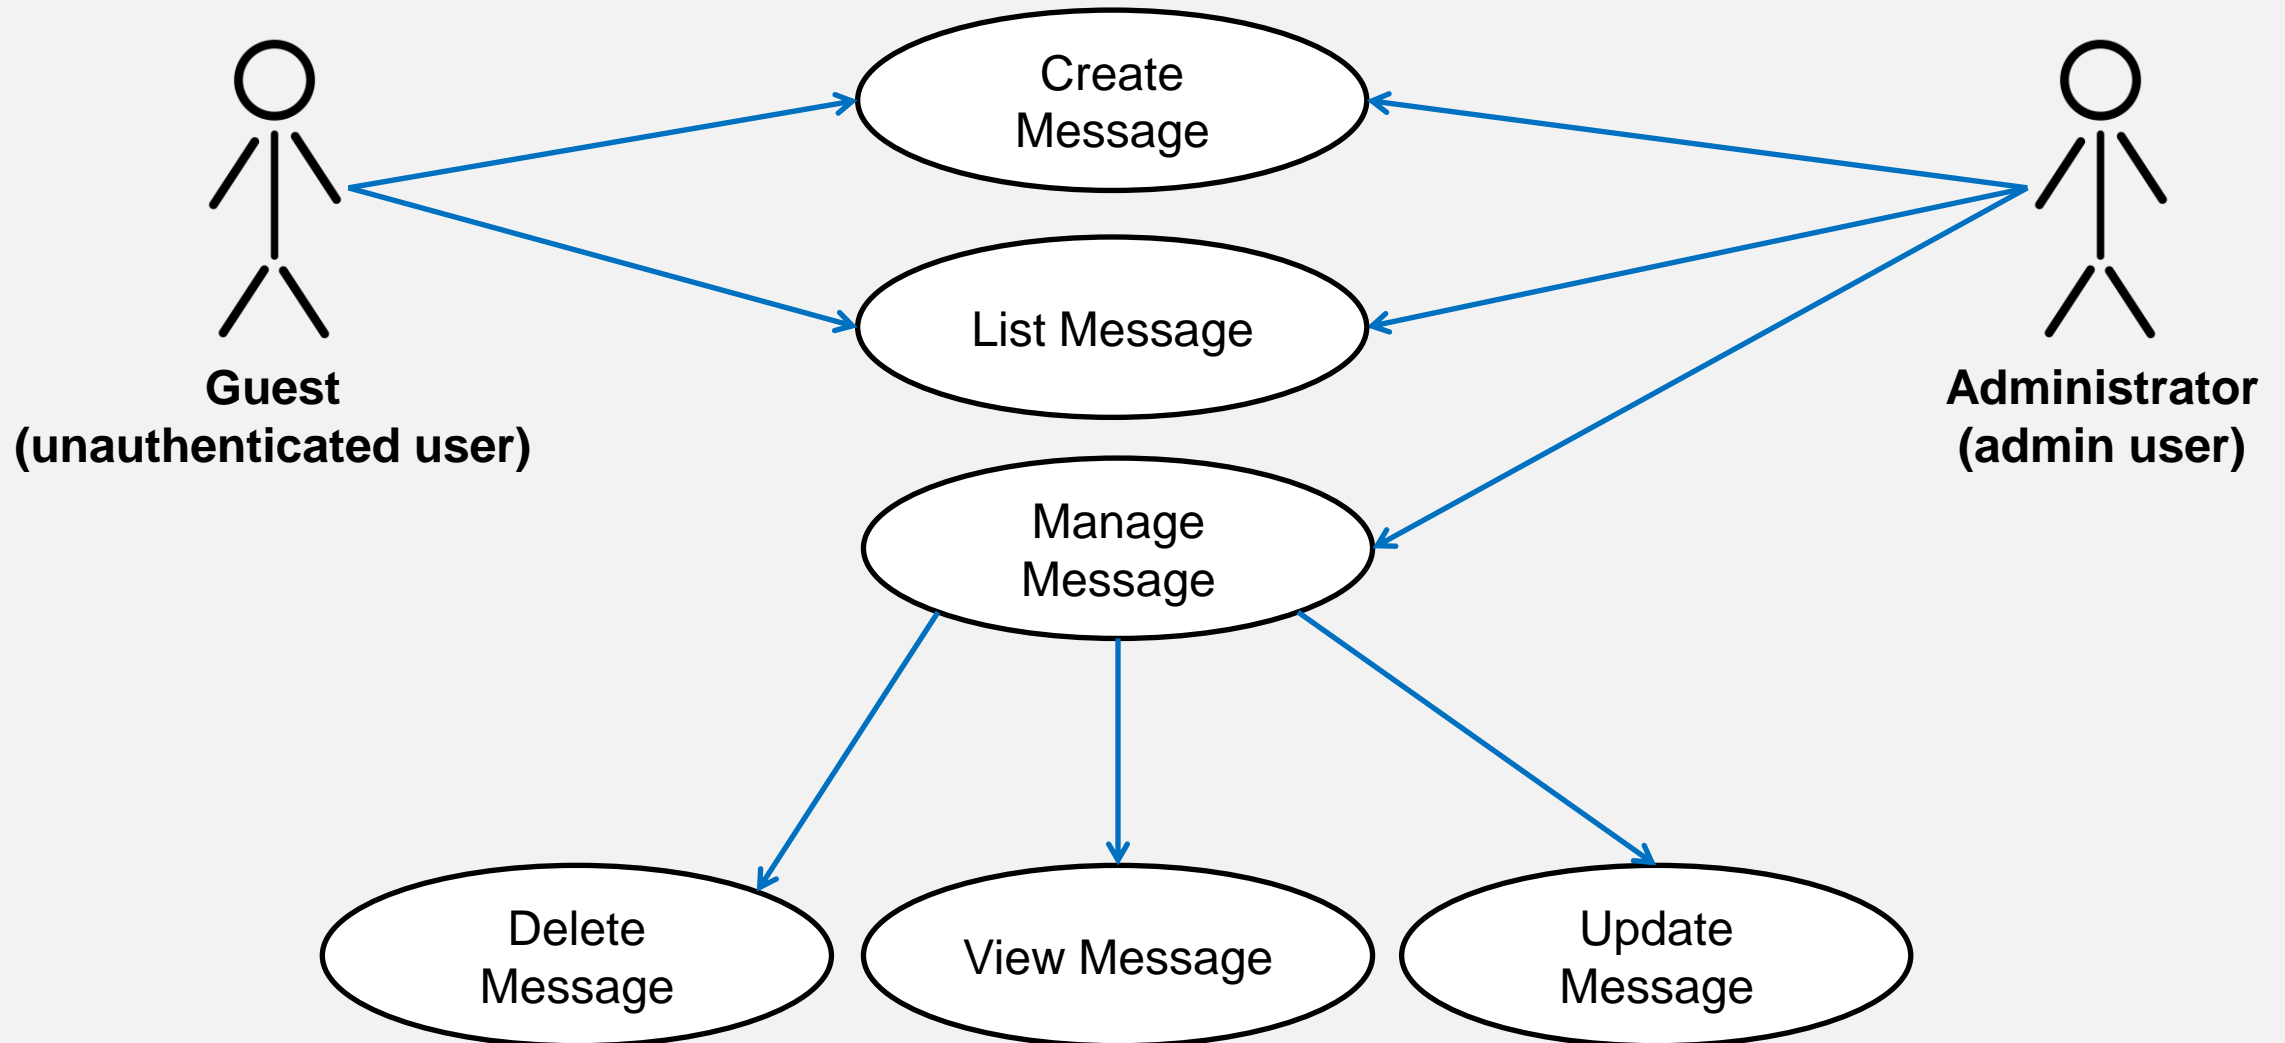 Create
Message
List Message
Guest
(unauthenticated user)
Administrator
(admin user)
Manage
Message
Delete
Message
View Message
Update
Message